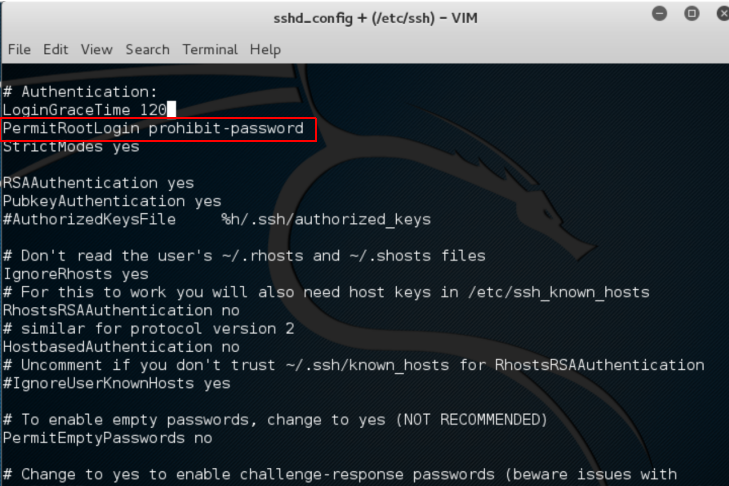 sshd_config + (/etc/ssh) - VIM
File Edit View Search Terminal Help
# Authentication:
LoginGraceTime 120
PermitRootLogin prohibit-password
StrictModes yes
RSAAuthentication yes
PubkeyAuthentication yes
#AuthorizedKeysFile     %h/.ssh/authorized_keys
# Don't read the user's ~/.rhosts and ~/.shosts files
IgnoreRhosts yes
# For this to work you will also need host keys in /etc/ssh_known_hosts
RhostsRSAAuthentication no
# similar for protocol version 2
HostbasedAuthentication no
# Uncomment if you don't trust ~/.ssh/known_hosts for RhostsRSAAuthentication
#IgnoreUserKnownHosts yes
# To enable empty passwords, change to yes (NOT RECOMMENDED)
PermitEmptyPasswords no
# Change to yes to enable challenge-response passwords (beware issues with